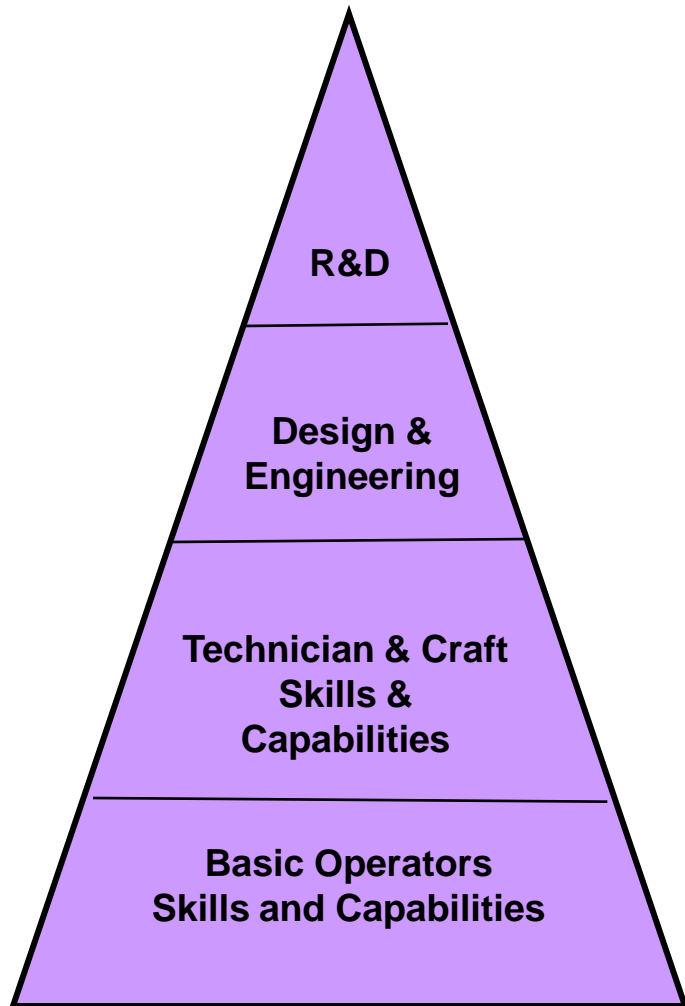 R&D
Design &
Engineering
Technician & Craft
Skills &
Capabilities
Basic Operators
Skills and Capabilities